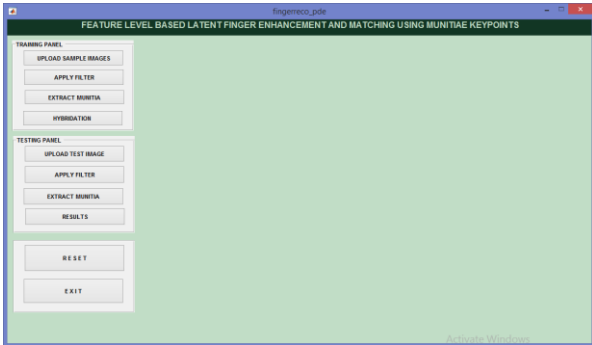 fingerreco_pde
FEATURE LEVEL BASED LATENT FINGER ENHANCEMENT AND MATCHING USING MUNITIAE KEYPOINTS
TRAINING PANEL
UPLOAD SAMPLE IMAGES
APPLY FILTER
EXTRACT MUNITIA
HYBRIDATION
TESTING PANEL
UPLOAD TEST IMAGE
APPLY FILTER
EXTRACT MUNITIA
RESULTS
RESET
EXIT
Activate Windows